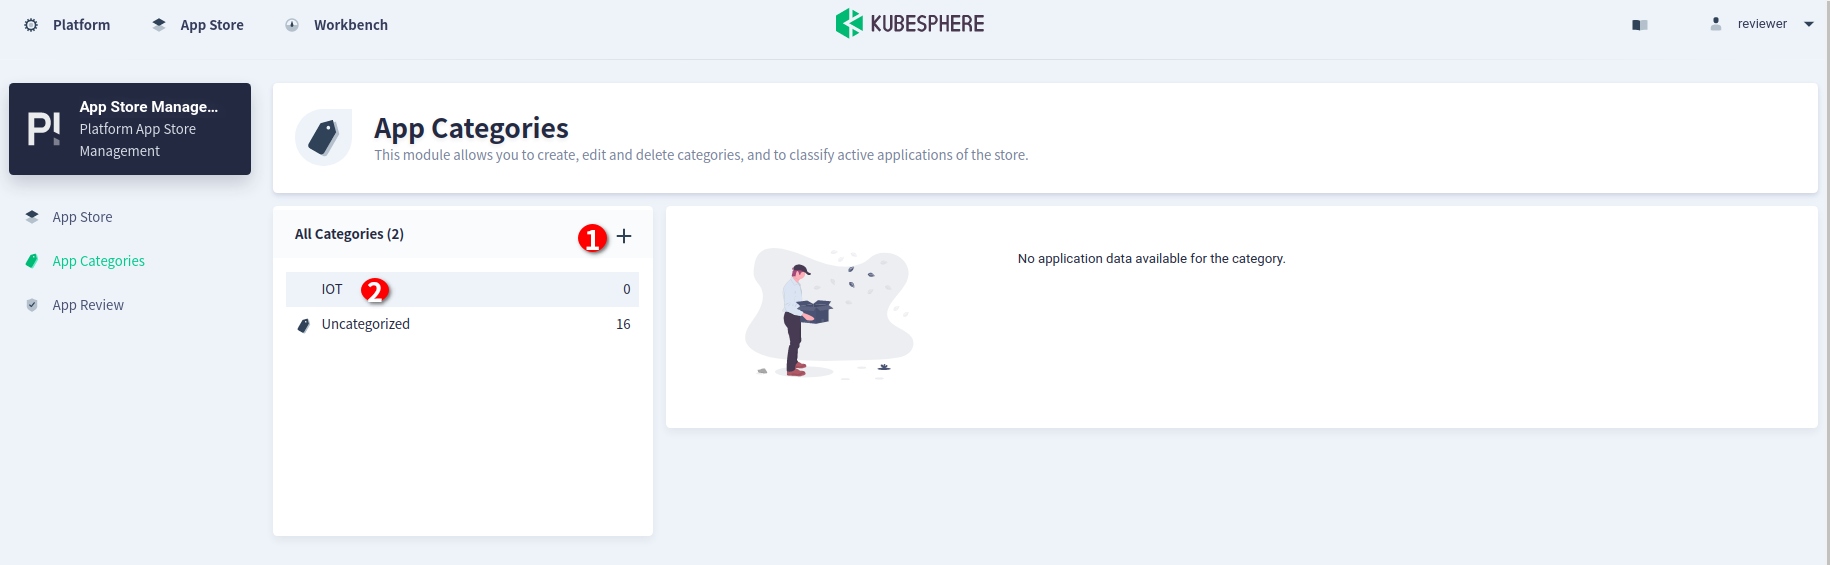 Platform App Store Workbench KUBESPHERE reviewer
App Store Manage...
Platform App Store
Management
App Store
App Categories
App Review
App Categories
This module allows you to create, edit and delete categories, and to classify active applications of the store.
All Categories (2) 1 +
IOT 2 0
Uncategorized 16
No application data available for the category.